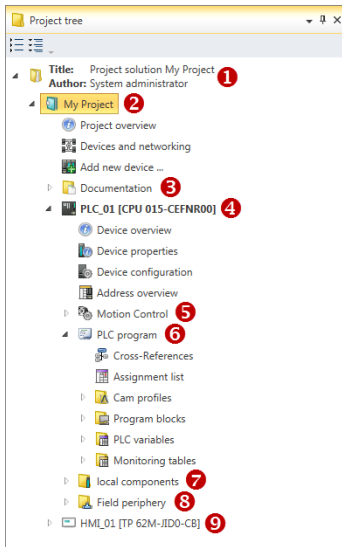 Project tree
Title: Project solution My Project 1
Author: System administrator
My Project 2
Project overview
Devices and networking
Add new device ...
Documentation 3
PLC_01 [CPU 015-CEFNR00] 4
Device overview
Device properties
Device configuration
Address overview
Motion Control 5
PLC program 6
Cross-References
Assignment list
Cam profiles
Program blocks
PLC variables
Monitoring tables
local components 7
Field periphery 8
HMI_01 [TP 62M-JID0-CB] 9